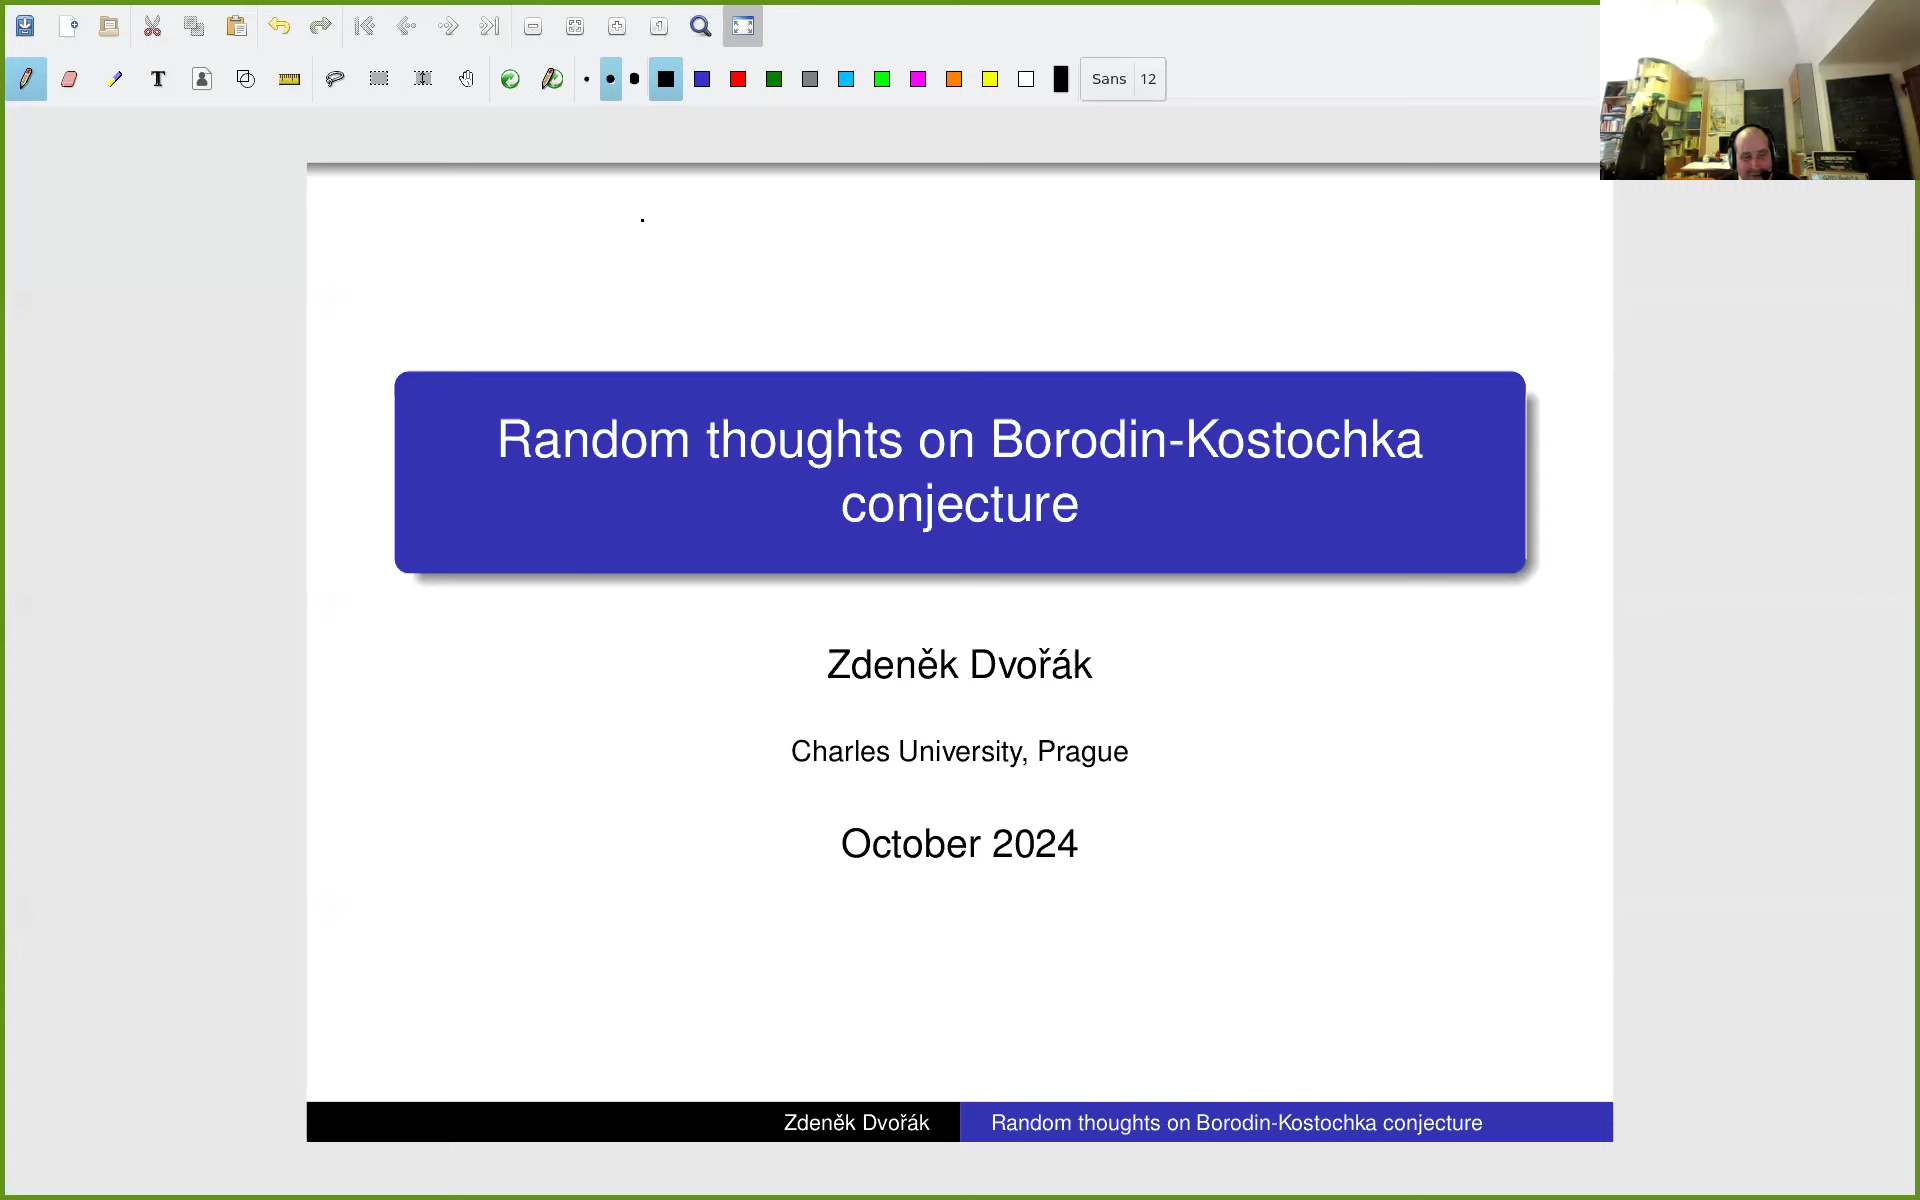 T
Sans 12
Random thoughts on Borodin-Kostochka
conjecture
Zdeněk Dvořák
Charles University, Prague
October 2024
Zdeněk Dvořák Random thoughts on Borodin-Kostochka conjecture